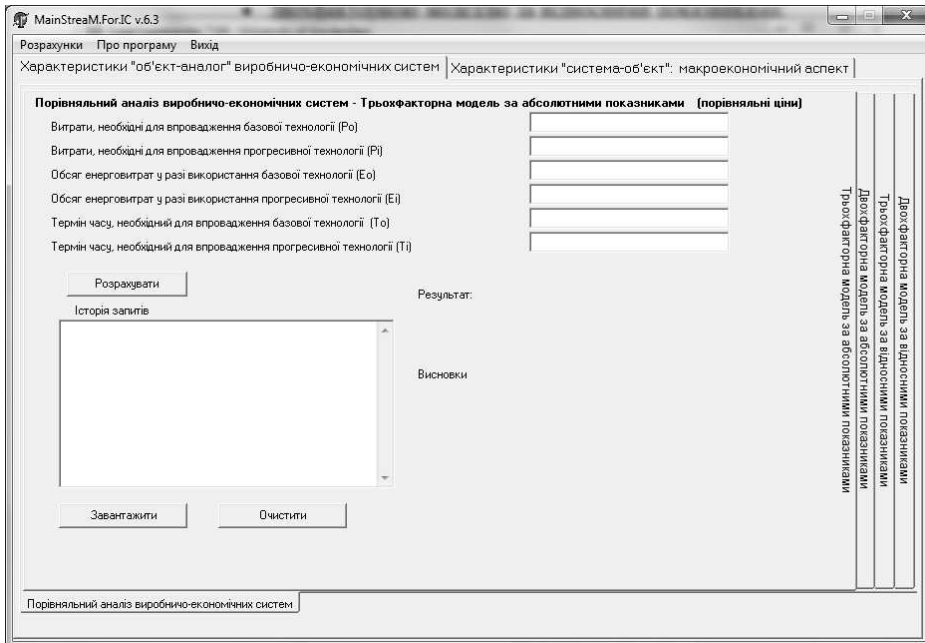 MainStreaM.For.IC v.6.3
Розрахунки Про програму Вихід
Характеристики "об'єкт-аналог" виробничо-економічних систем
Характеристики "система-об'єкт": макроекономічний аспект
Порівняльний аналіз виробничо-економічних систем - Трьохфакторна модель за абсолютними показниками (порівняльні ціни)
Витрати, необхідні для впровадження базової технології (Po)
Витрати, необхідні для впровадження прогресивної технології (Pi)
Обсяг енерговитрат у разі використання базової технології (Eo)
Обсяг енерговитрат у разі використання прогресивної технології (Ei)
Термін часу, необхідний для впровадження базової технології (To)
Термін часу, необхідний для впровадження прогресивної технології (Ti)
Розрахувати
Результат:
Історія запитів
Висновки
Завантажити
Очистити
Трьохфакторна модель за абсолютними показниками
Двохфакторна модель за абсолютними показниками
Трьохфакторна модель за відносними показниками
Двохфакторна модель за відносними показниками
Порівняльний аналіз виробничо-економічних систем